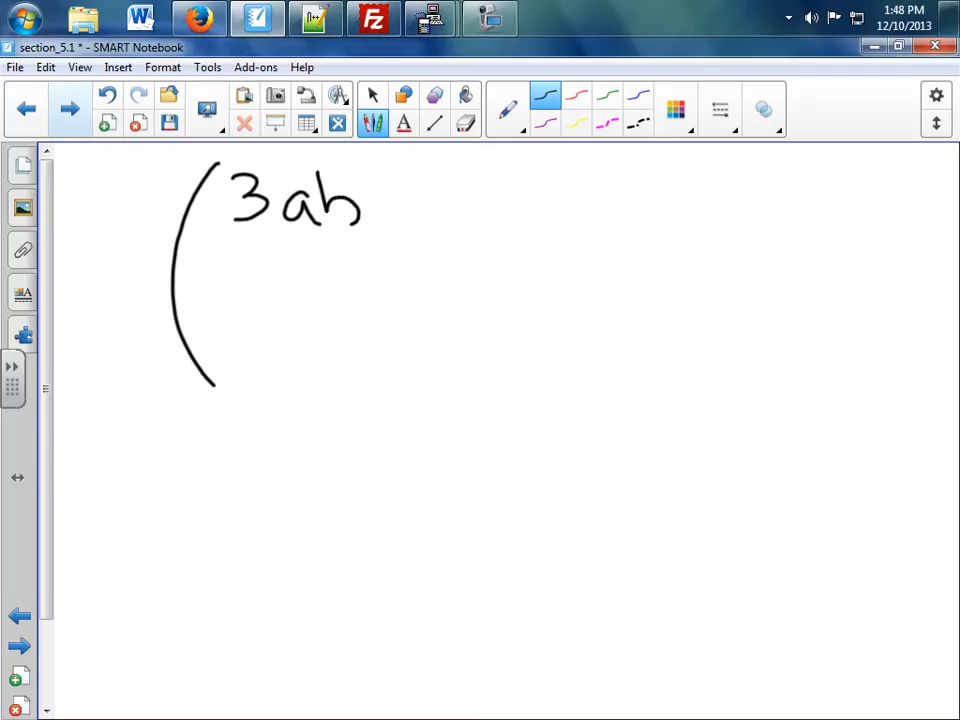 1:48 PM
12/10/2013
section_5.1 * - SMART Notebook
File Edit View Insert Format Tools Add-ons Help
(3ab